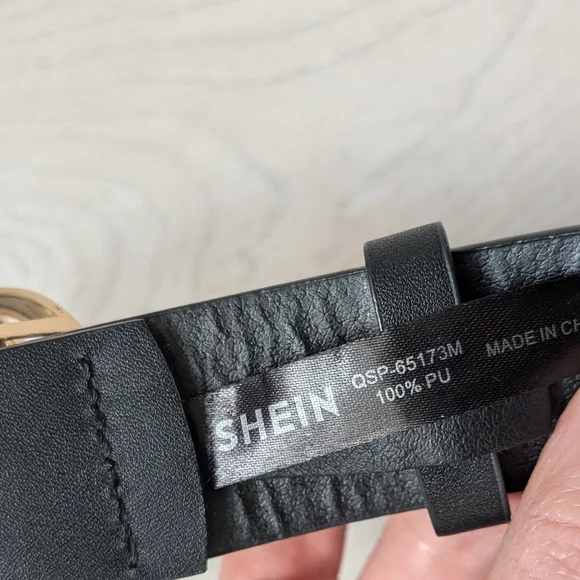 SHEIN
QSP-65173M
100% PU
MADE IN CH